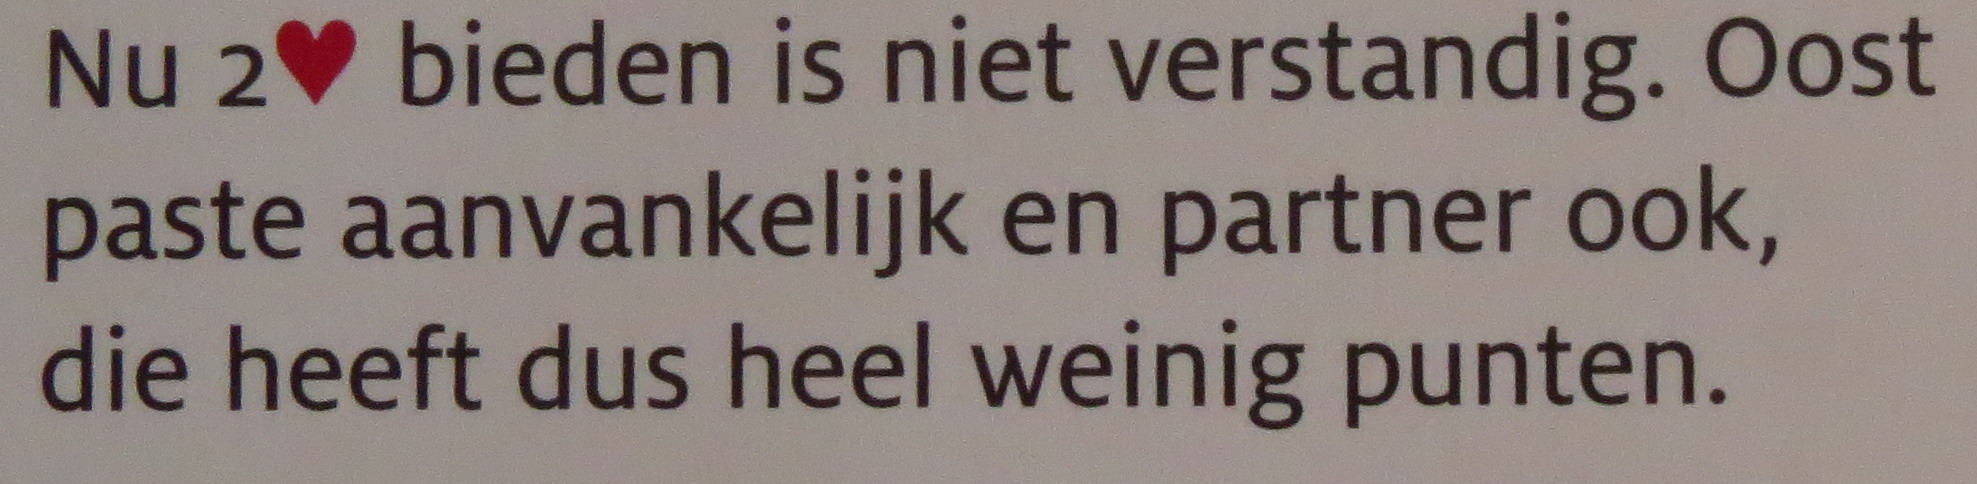 Nu 2♥ bieden is niet verstandig. Oost
paste aanvankelijk en partner ook,
die heeft dus heel weinig punten.